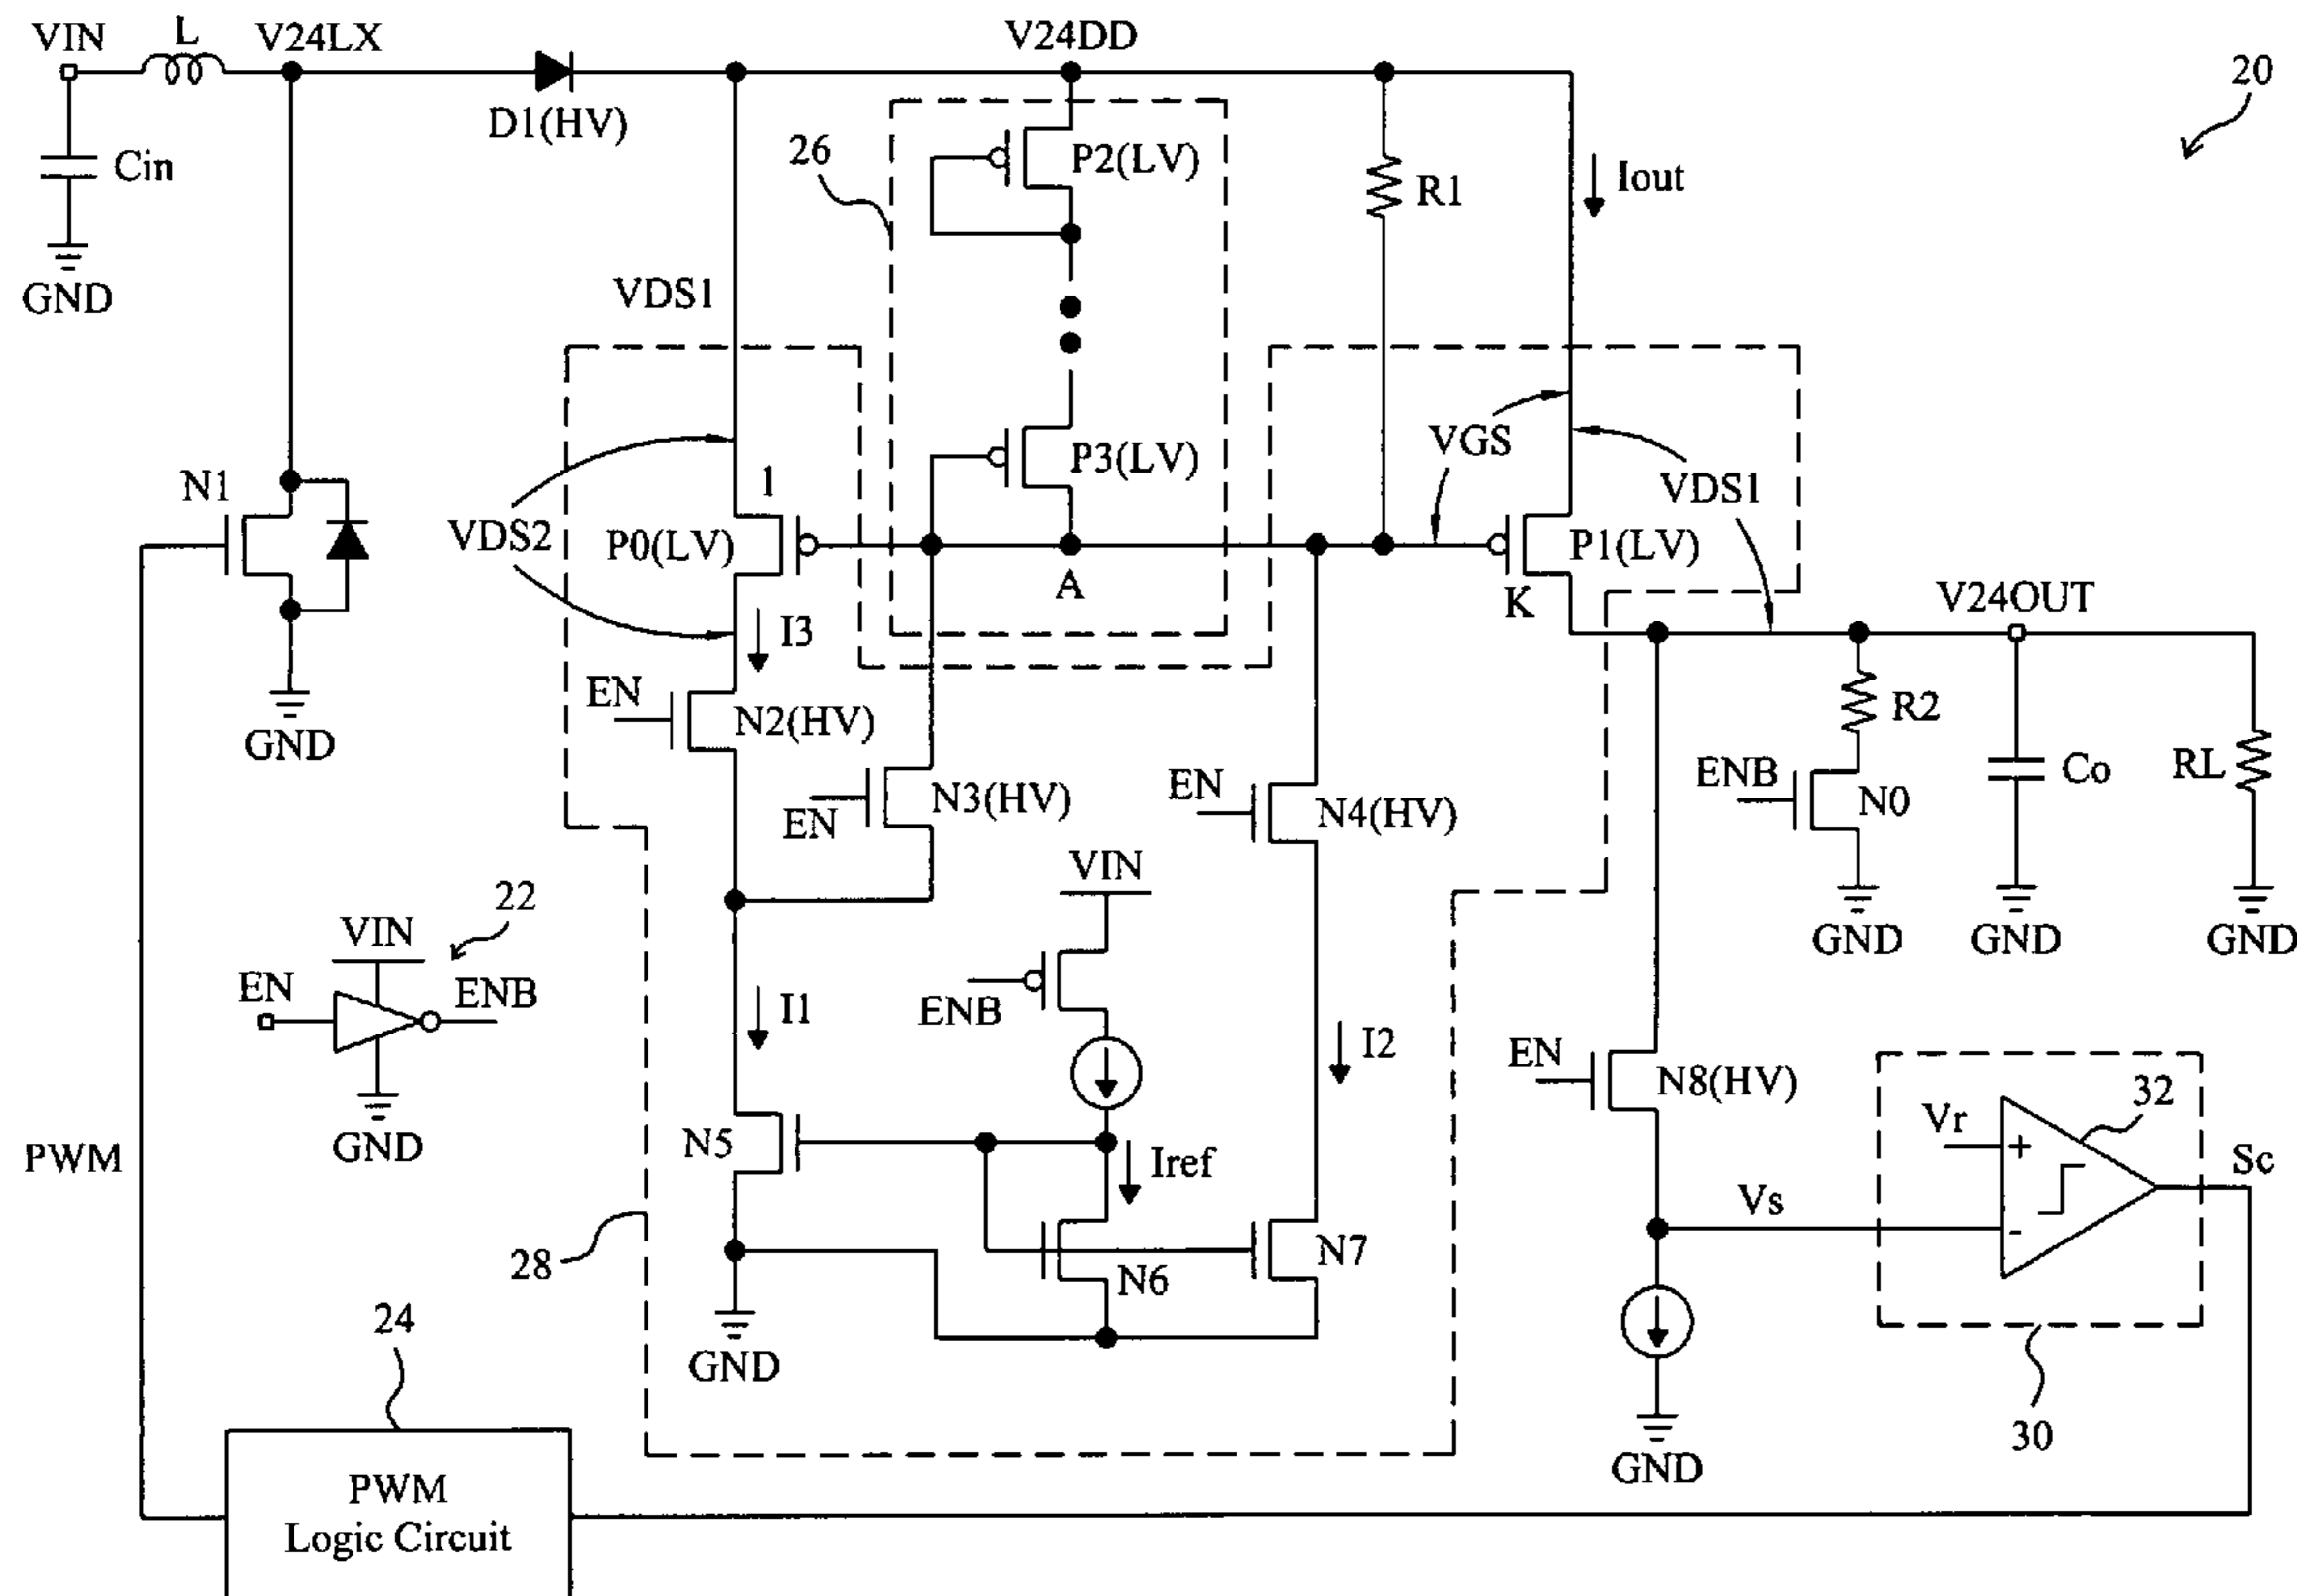 VIN
L
V24LX
V24DD
20
D1(HV)
Cin
26
P2(LV)
R1
Iout
GND
VDS1
N1
VDS2
1
P0(LV)
P3(LV)
A
VGS
VDS1
P1(LV)
K
V24OUT
I3
EN
N2(HV)
GND
N3(HV)
EN
EN
N4(HV)
R2
ENB
N0
Co
RL
GND
GND
GND
22
VIN
EN
ENB
GND
VIN
ENB
I1
I2
EN
N8(HV)
32
Vr
+
-
Sc
Vs
PWM
N5
Iref
N6
N7
28
GND
30
GND
24
PWM
Logic Circuit